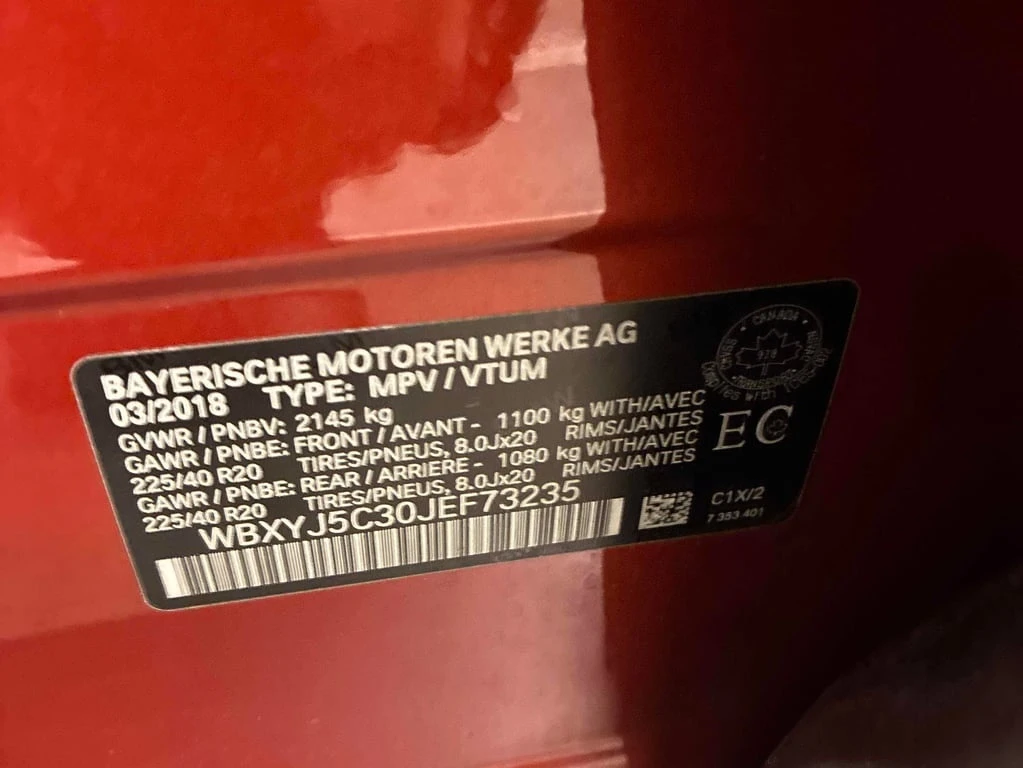 BAYERISCHE MOTOREN WERKE AG
03/2018 TYPE: MPV / VTUM
GVWR / PNBV: 2145 kg
GAWR / PNBE: FRONT / AVANT - 1100 kg WITH/AVEC
225/40 R20 TIRES/PNEUS, 8.0Jx20 RIMS/JANTES
GAWR / PNBE: REAR / ARRIERE - 1080 kg WITH/AVEC
225/40 R20 TIRES/PNEUS, 8.0Jx20 RIMS/JANTES
WBXYJ5C30JEF73235
CANADA
979
EC
C1X/2
7 353 401